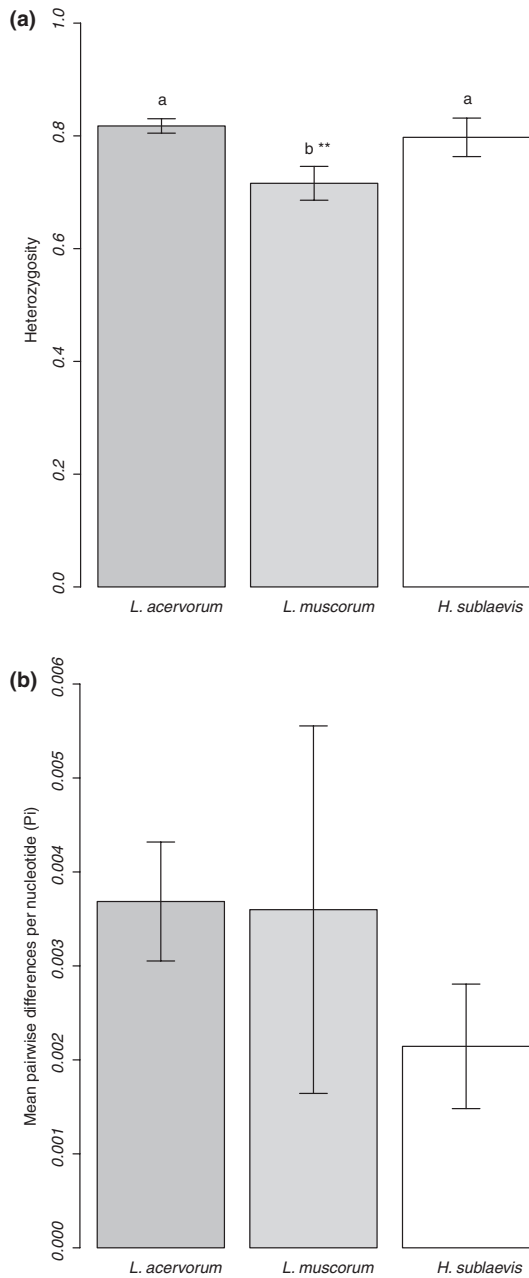 (a)
Heterozygosity
1.0
0.8
0.6
0.4
0.2
0.0
a
b **
a
L. acervorum
L. muscorum
H. sublaevis
(b)
Mean pairwise differences per nucleotide (Pi)
0.006
0.005
0.004
0.003
0.002
0.001
0.000
L. acervorum
L. muscorum
H. sublaevis